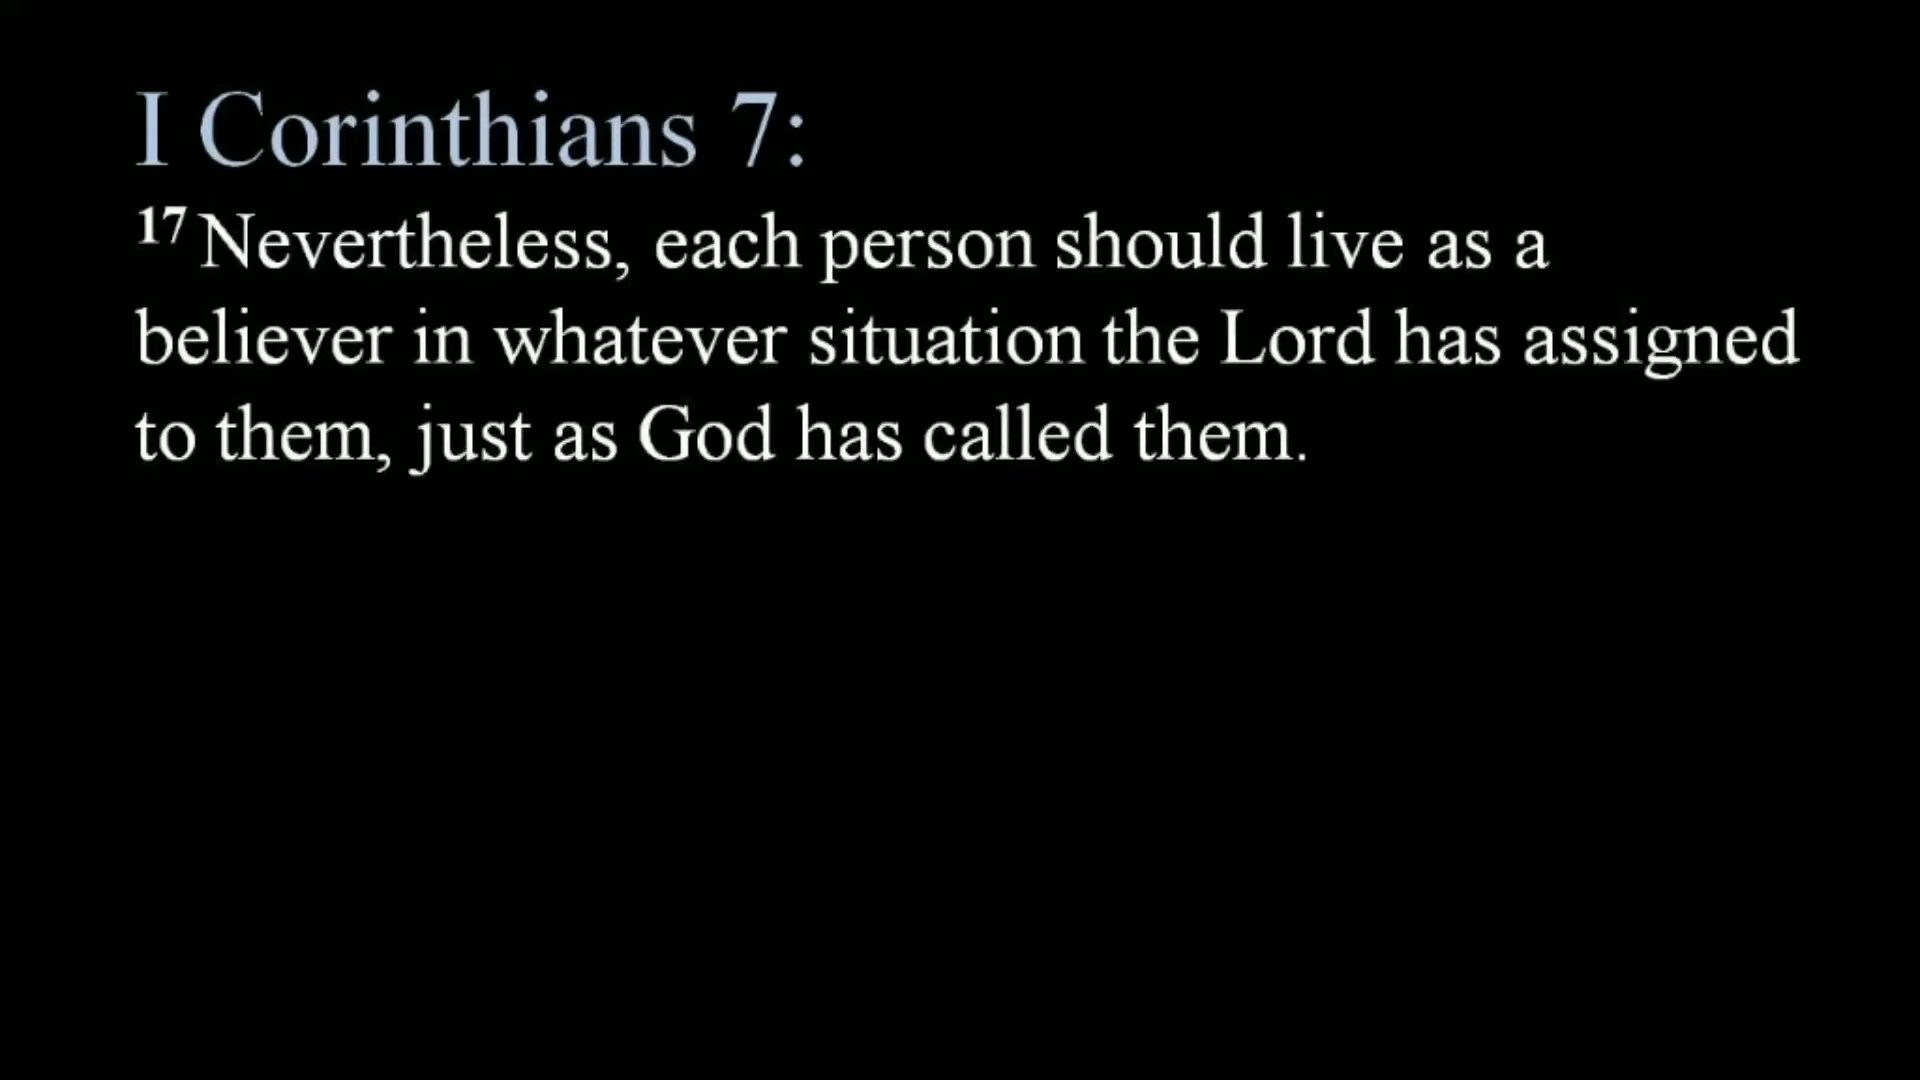 I Corinthians 7:
17 Nevertheless, each person should live as a
believer in whatever situation the Lord has assigned
to them, just as God has called them.